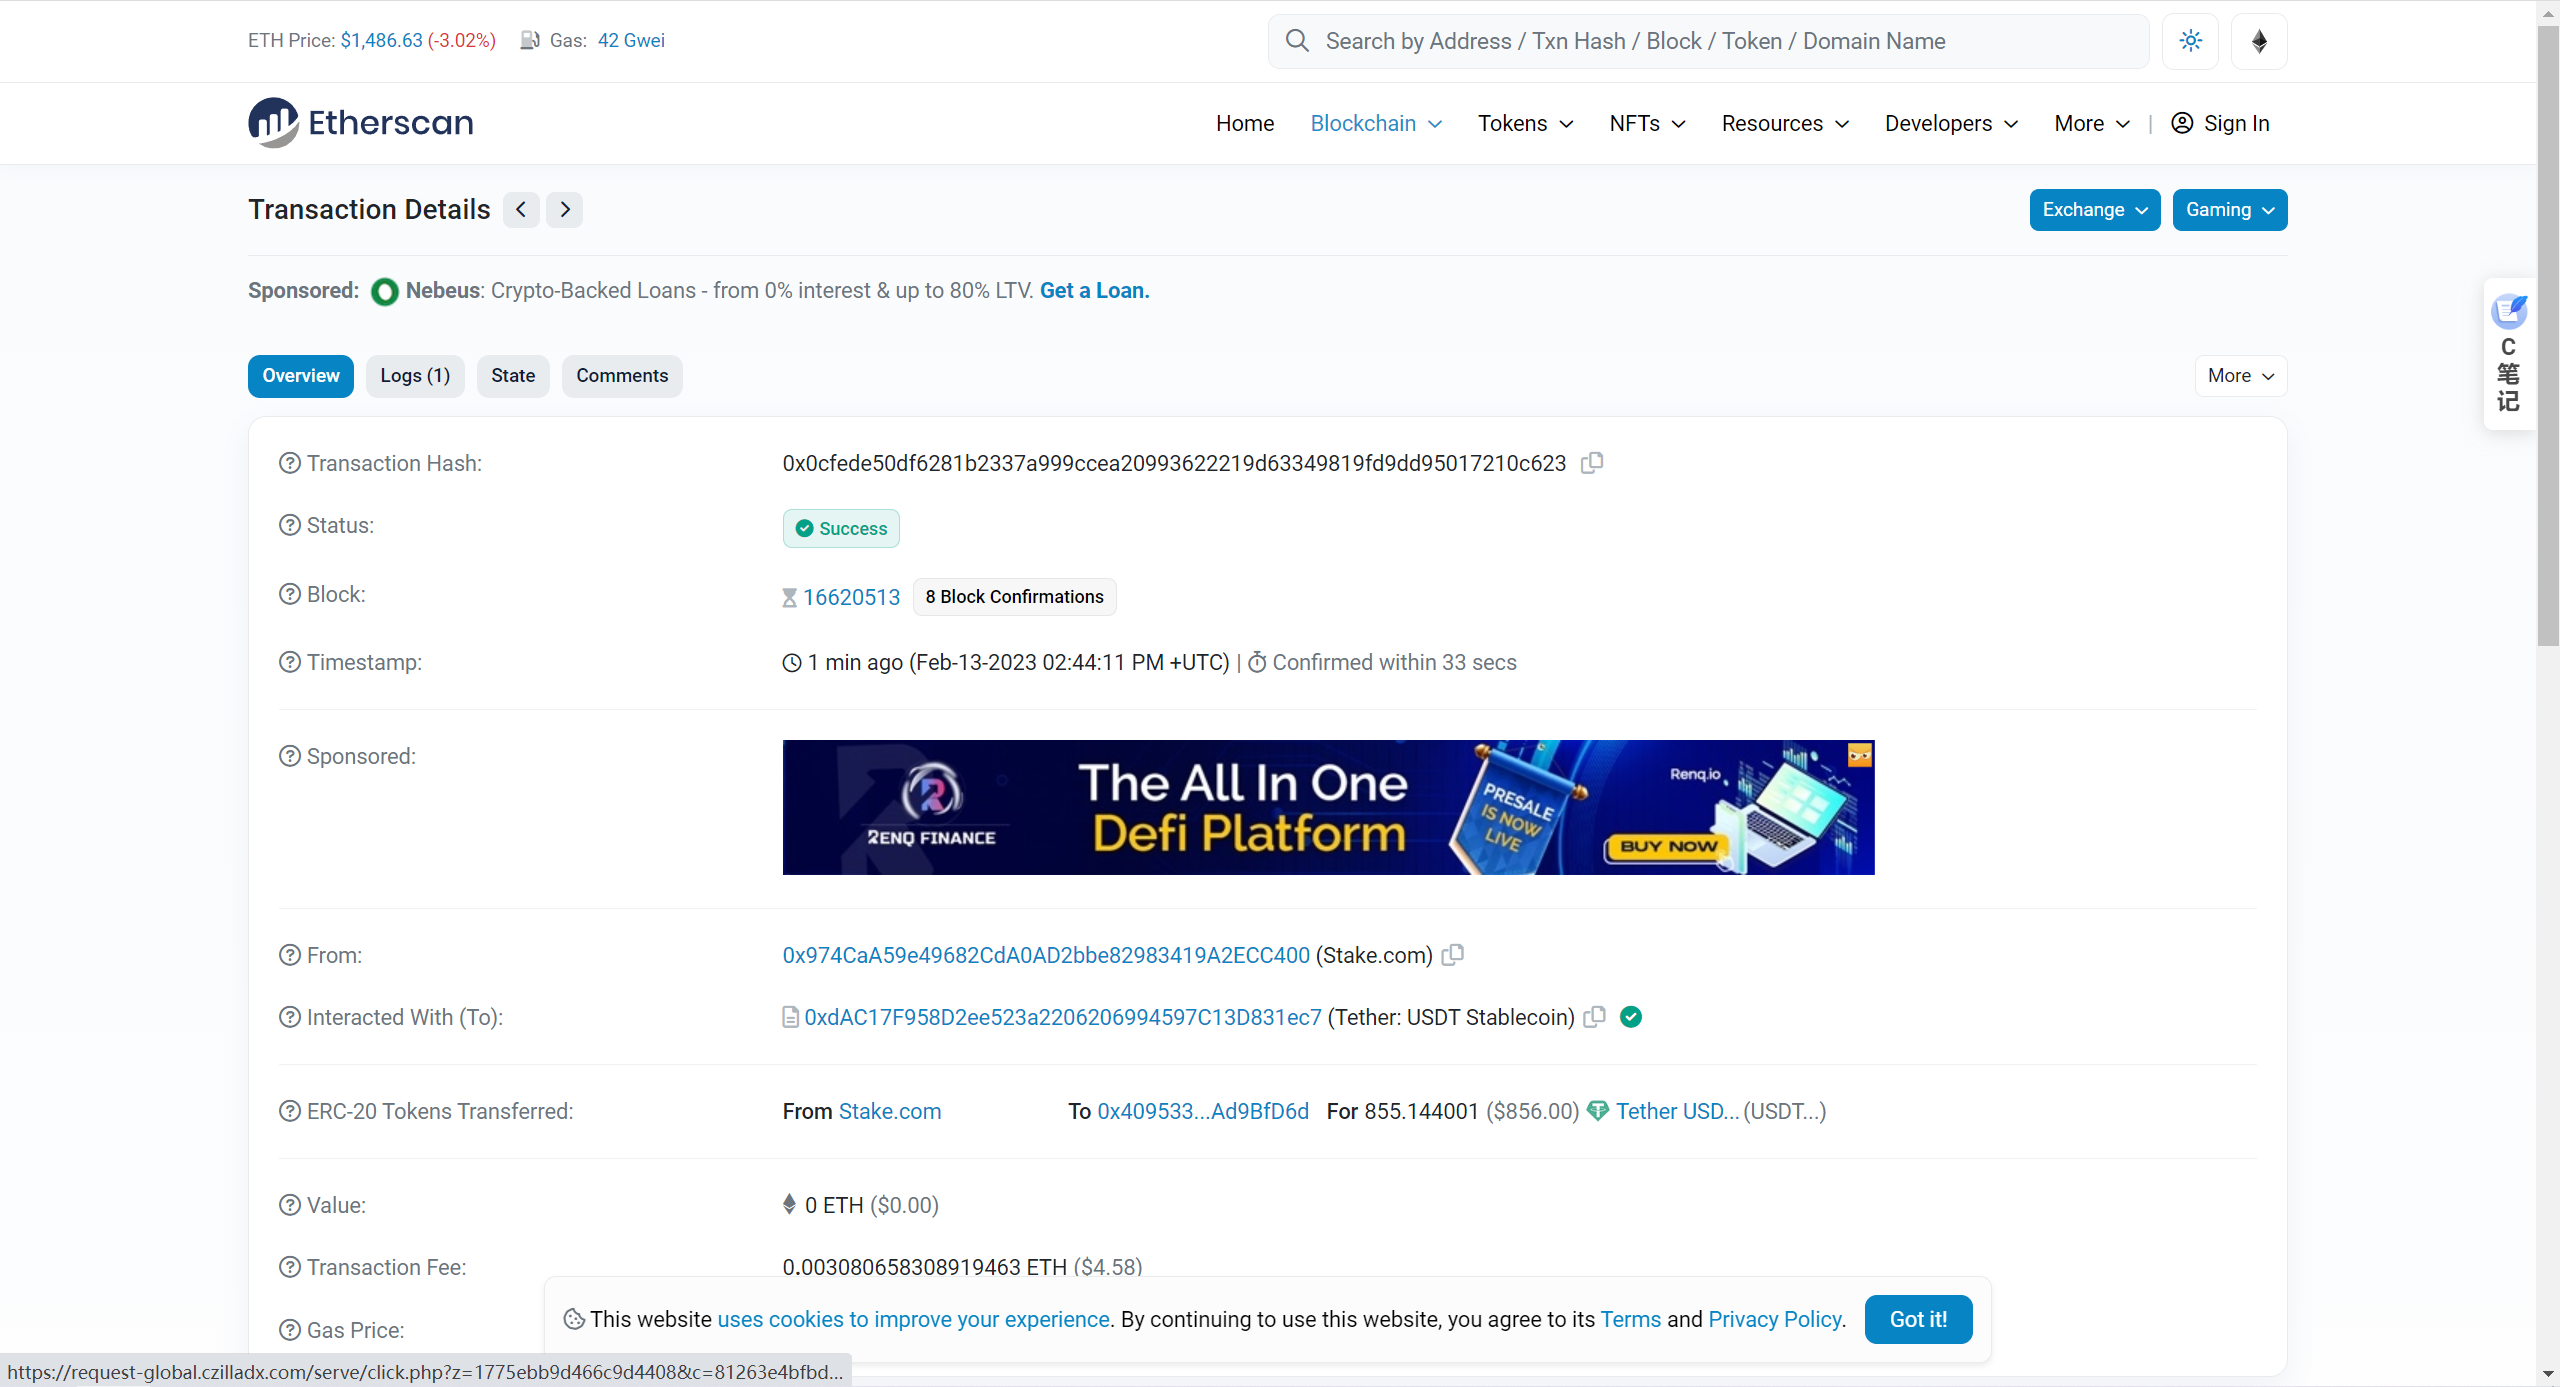 ETH Price: $1,486.63 (-3.02%) Gas: 42 Gwei
Search by Address / Txn Hash / Block / Token / Domain Name
Etherscan
Home Blockchain Tokens NFTs Resources Developers More | Sign In
Transaction Details
Exchange Gaming
Sponsored: Nebeus: Crypto-Backed Loans - from 0% interest & up to 80% LTV. Get a Loan.
Overview Logs (1) State Comments
More
C
笔
记
Transaction Hash: 0x0cfede50df6281b2337a999ccea20993622219d63349819fd9dd95017210c623
Status: Success
Block: 16620513 8 Block Confirmations
Timestamp: 1 min ago (Feb-13-2023 02:44:11 PM +UTC) | Confirmed within 33 secs
Sponsored:
RENQ FINANCE
The All In One
Defi Platform
PRESALE
IS NOW
LIVE
Renq.io
BUY NOW
From: 0x974CaA59e49682CdA0AD2bbe82983419A2ECC400 (Stake.com)
Interacted With (To): 0xdAC17F958D2ee523a2206206994597C13D831ec7 (Tether: USDT Stablecoin)
ERC-20 Tokens Transferred: From Stake.com To 0x409533...Ad9BfD6d For 855.144001 ($856.00) Tether USD... (USDT...)
Value: 0 ETH ($0.00)
Transaction Fee: 0.003080658308919463 ETH ($4.58)
Gas Price:
This website uses cookies to improve your experience. By continuing to use this website, you agree to its Terms and Privacy Policy. Got it!
https://request-global.czilladx.com/serve/click.php?z=1775ebb9d466c9d4408&c=81263e4bfbd...